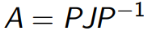 A = PJP⁻¹